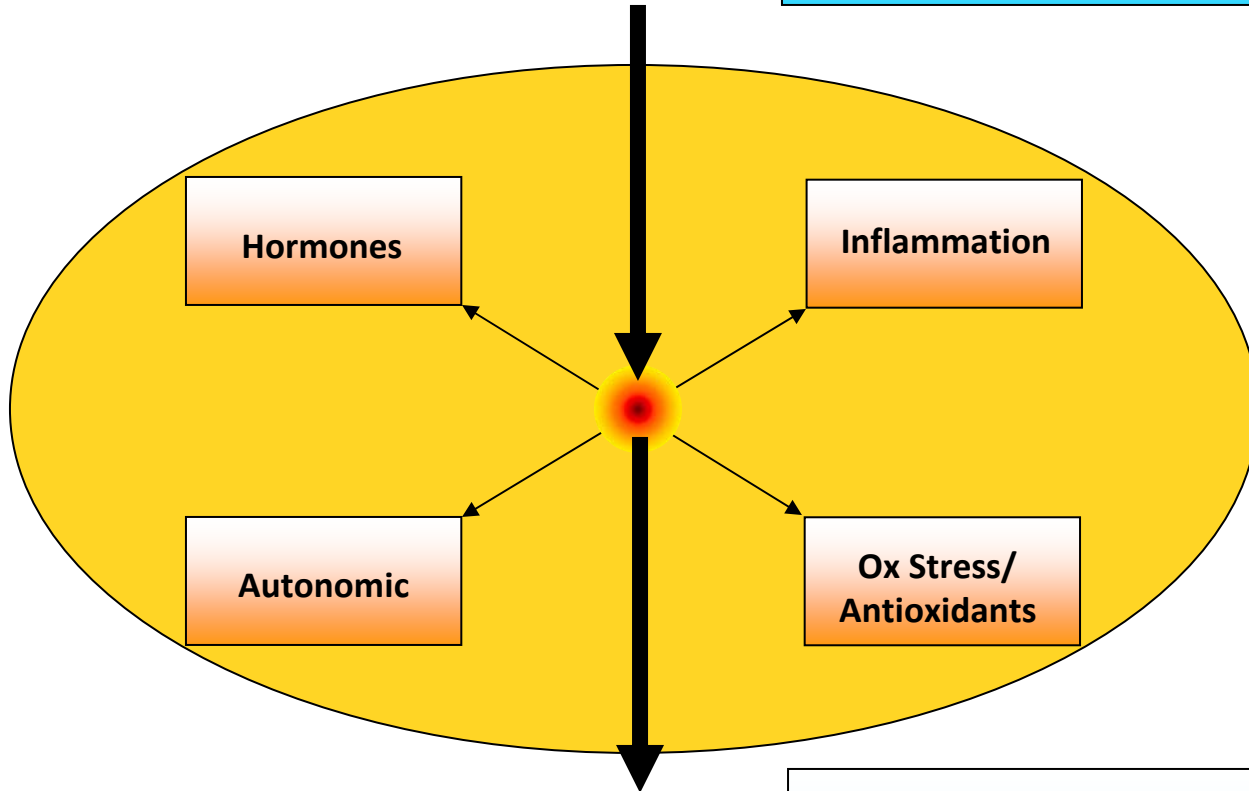 Hormones
Inflammation
Autonomic
Ox Stress/
Antioxidants